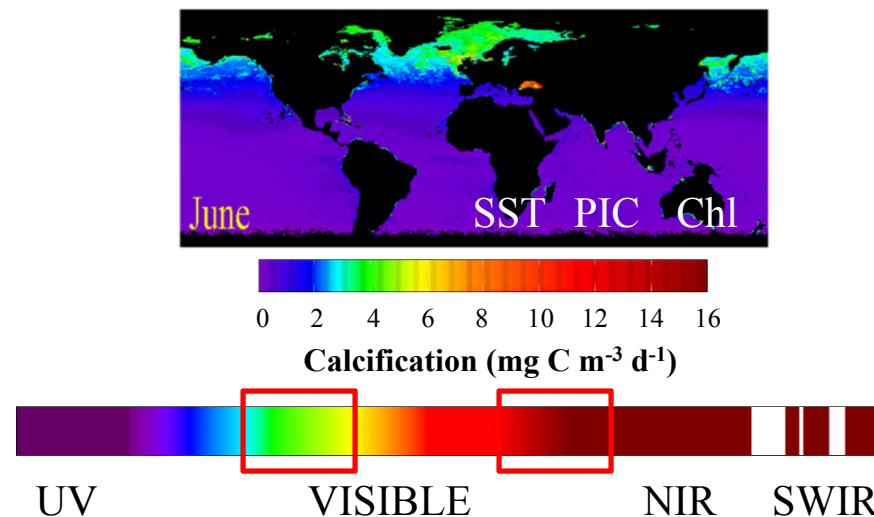 June
SST PIC Chl
0 2 4 6 8 10 12 14 16
Calcification (mg C m⁻³ d⁻¹)
UV VISIBLE NIR SWIR